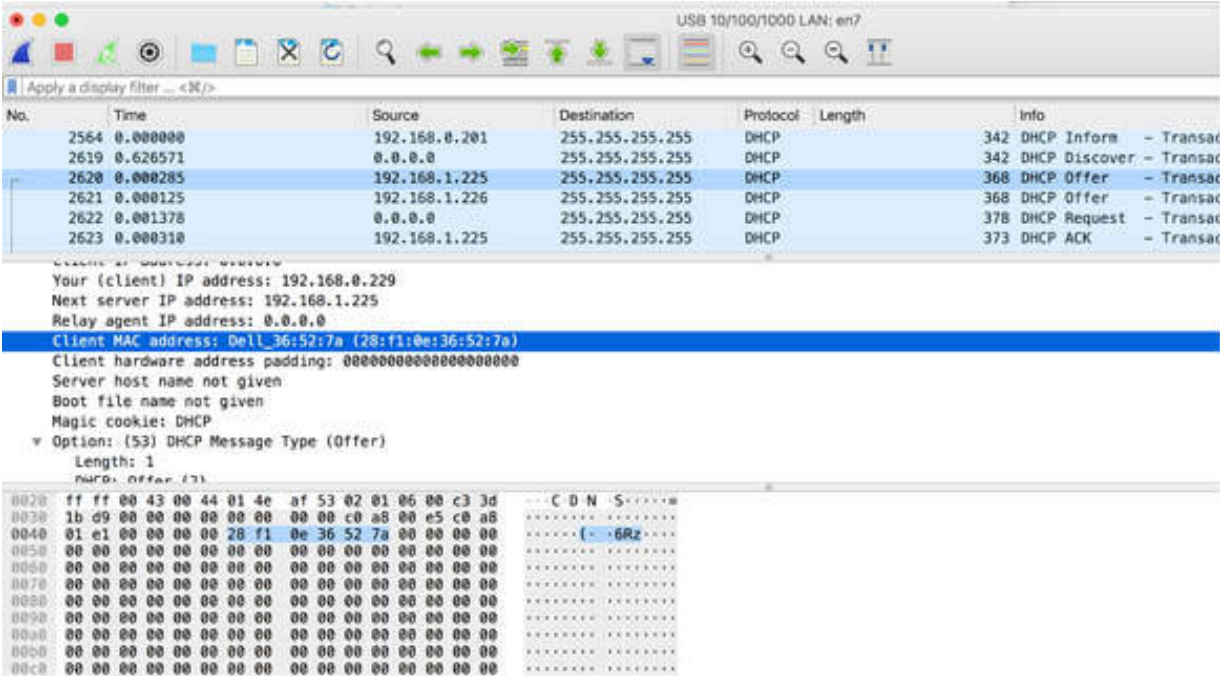 USB 10/100/1000 LAN: en7
Apply a display filter ... <⌘/>
No. Time Source Destination Protocol Length Info
2564 0.000000 192.168.0.201 255.255.255.255 DHCP 342 DHCP Inform – Transac
2619 0.626571 0.0.0.0 255.255.255.255 DHCP 342 DHCP Discover – Transac
2620 0.000285 192.168.1.225 255.255.255.255 DHCP 368 DHCP Offer – Transac
2621 0.000125 192.168.1.226 255.255.255.255 DHCP 368 DHCP Offer – Transac
2622 0.001378 0.0.0.0 255.255.255.255 DHCP 378 DHCP Request – Transac
2623 0.000310 192.168.1.225 255.255.255.255 DHCP 373 DHCP ACK – Transac
Client IP address: 0.0.0.0
Your (client) IP address: 192.168.0.229
Next server IP address: 192.168.1.225
Relay agent IP address: 0.0.0.0
Client MAC address: Dell_36:52:7a (28:f1:0e:36:52:7a)
Client hardware address padding: 00000000000000000000
Server host name not given
Boot file name not given
Magic cookie: DHCP
Option: (53) DHCP Message Type (Offer)
Length: 1
DHCP: Offer (2)
0020 ff ff 00 43 00 44 01 4e af 53 02 01 06 00 c3 3d ···C·D·N ·S·····=
0030 1b d9 00 00 00 00 00 00 00 00 c0 a8 00 e5 c0 a8 ········ ········
0040 01 e1 00 00 00 00 28 f1 0e 36 52 7a 00 00 00 00 ······(· ·6Rz····
0050 00 00 00 00 00 00 00 00 00 00 00 00 00 00 00 00 ········ ········
0060 00 00 00 00 00 00 00 00 00 00 00 00 00 00 00 00 ········ ········
0070 00 00 00 00 00 00 00 00 00 00 00 00 00 00 00 00 ········ ········
0080 00 00 00 00 00 00 00 00 00 00 00 00 00 00 00 00 ········ ········
0090 00 00 00 00 00 00 00 00 00 00 00 00 00 00 00 00 ········ ········
00a0 00 00 00 00 00 00 00 00 00 00 00 00 00 00 00 00 ········ ········
00b0 00 00 00 00 00 00 00 00 00 00 00 00 00 00 00 00 ········ ········
00c0 00 00 00 00 00 00 00 00 00 00 00 00 00 00 00 00 ········ ········